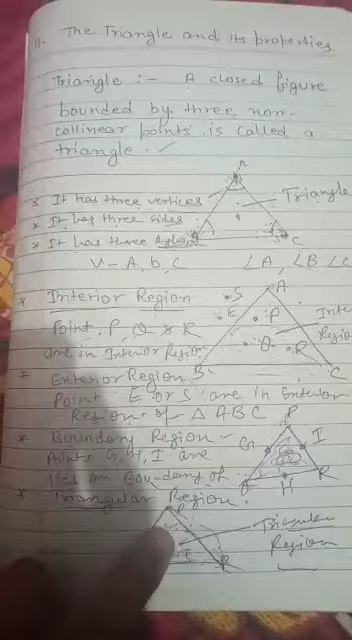 11. The Triangle and its properties
Triangle :- A closed figure
bounded by three non-
collinear points is called a
triangle.
* It has three vertices
Triangle
* It has three sides
* It has three
A
C
V - A, b, C ∠A, ∠B ∠C
* Interior Region
Point, P, Q & R
are in Interior Region
A
S
E
P
Q
R
B
C
* Exterior Region -
Point E or S are in Exterior
Region of Δ ABC
* Boundary Region -
Points G, H, I are
lies on Boundary of
P
G
I
H
R
* Triangular Region.
P
R
Triangular
Region